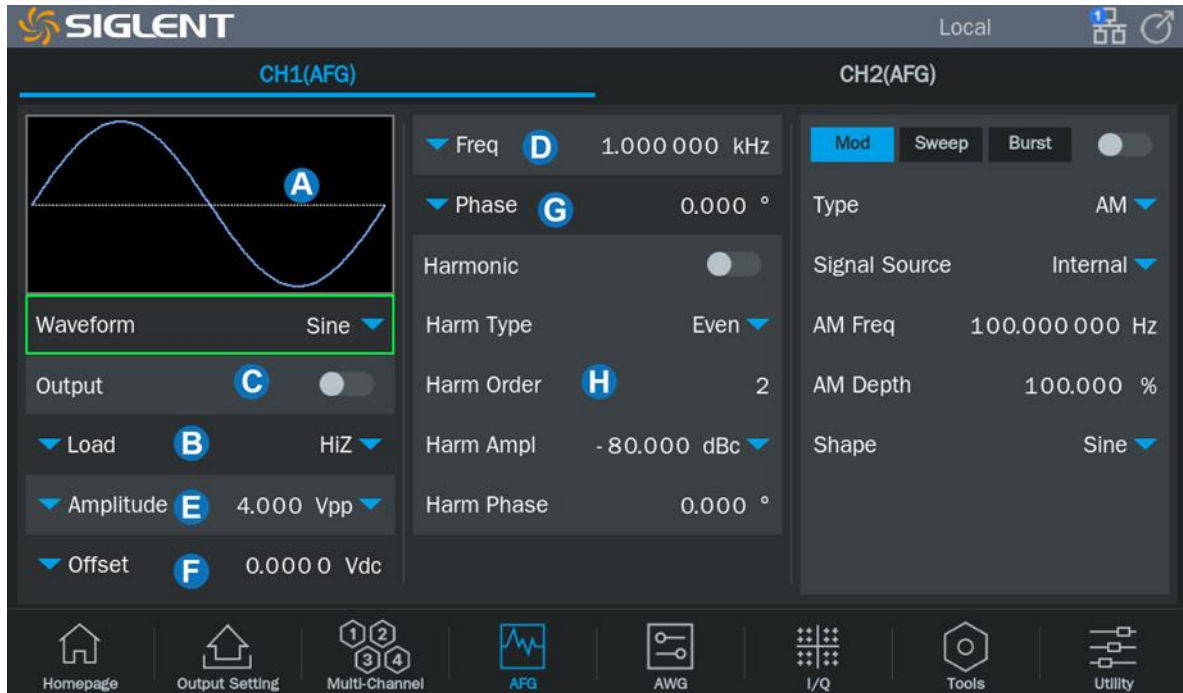 SIGLENT
Local
1
CH1(AFG)
CH2(AFG)
A
Waveform Sine
Output C
Load B HiZ
Amplitude E 4.000 Vpp
Offset F 0.0000 Vdc
Freq D 1.000 000 kHz
Phase G 0.000 °
Harmonic
Harm Type Even
Harm Order H 2
Harm Ampl -80.000 dBc
Harm Phase 0.000 °
Mod Sweep Burst
Type AM
Signal Source Internal
AM Freq 100.000 000 Hz
AM Depth 100.000 %
Shape Sine
1 2
3 4
Homepage Output Setting Multi-Channel AFG AWG I/Q Tools Utility